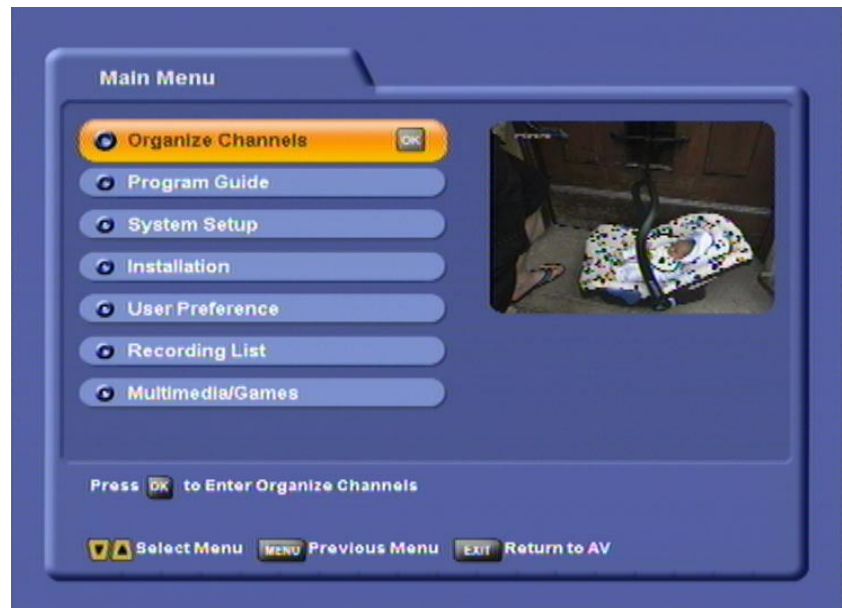 Main Menu
Organize Channels OK
Program Guide
System Setup
Installation
User Preference
Recording List
Multimedia/Games
Press OK to Enter Organize Channels
Select Menu MENU Previous Menu EXIT Return to AV